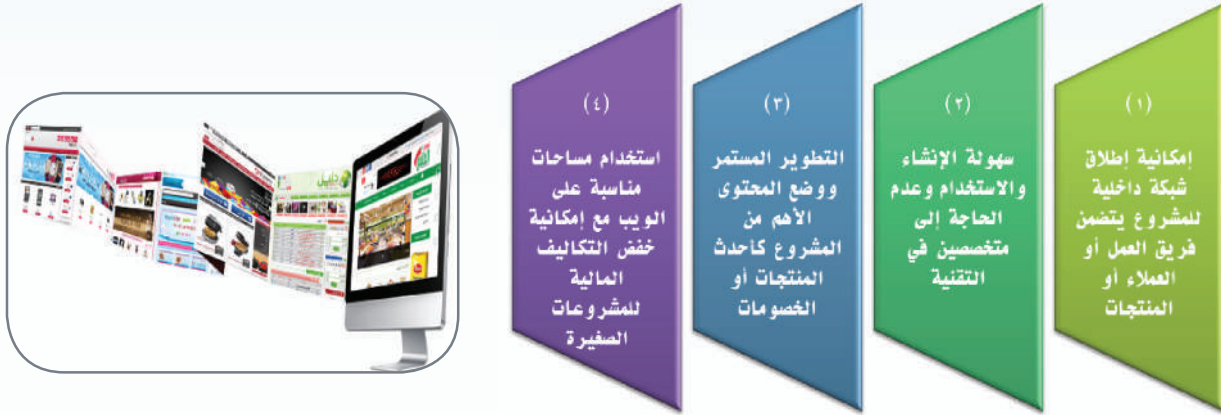 (١)
إمكانية إطلاق
شبكة داخلية
للمشروع يتضمن
فريق العمل أو
العملاء أو
المنتجات
(٢)
سهولة الإنشاء
والاستخدام وعدم
الحاجة إلى
متخصصين في
التقنية
(٣)
التطوير المستمر
ووضع المحتوى
الأهم من
المشروع كأحدث
المنتجات أو
الخصومات
(٤)
استخدام مساحات
مناسبة على
الويب مع إمكانية
خفض التكاليف
المالية
للمشروعات
الصغيرة
دليل